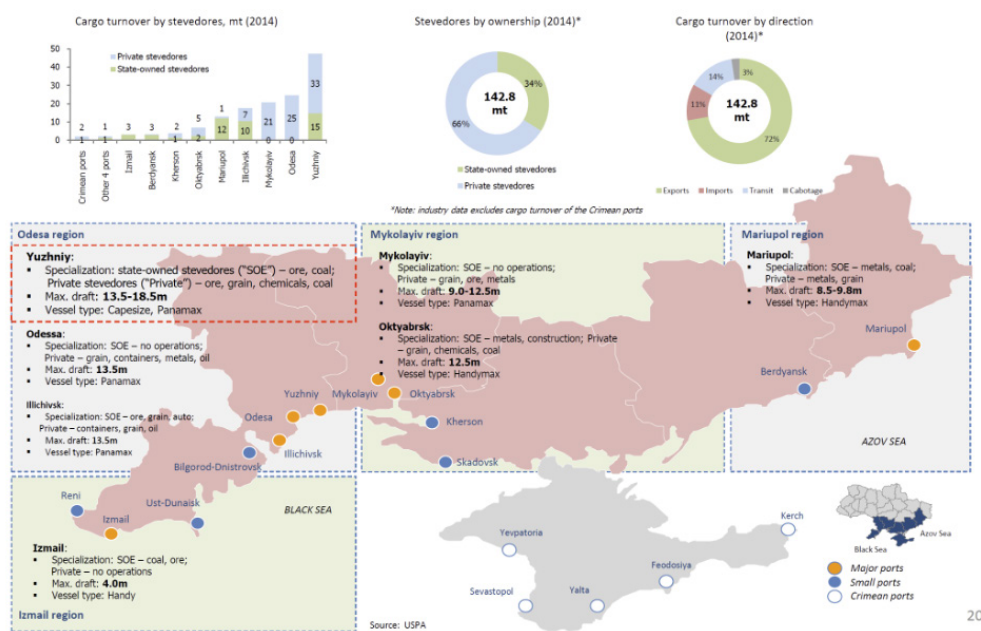 Cargo turnover by stevedores, mt (2014)
Private stevedores
State-owned stevedores
50
40
30
20
10
0
2
1
1
1
3
3
2
1
5
2
1
12
7
10
21
0
25
0
33
15
Crimean ports
Other 4 ports
Izmail
Berdyansk
Kherson
Oktyabrsk
Mariupol
Illichivsk
Mykolayiv
Odesa
Yuzhniy
Stevedores by ownership (2014)*
34%
66%
142.8
mt
State-owned stevedores
Private stevedores
Cargo turnover by direction
(2014)*
3%
14%
11%
72%
142.8
mt
Exports
Imports
Transit
Cabotage
*Note: industry data excludes cargo turnover of the Crimean ports
Odesa region
Yuzhniy:
Specialization: state-owned stevedores ("SOE") – ore, coal;
Private stevedores ("Private") – ore, grain, chemicals, coal
Max. draft: 13.5-18.5m
Vessel type: Capesize, Panamax
Odessa:
Specialization: SOE – no operations;
Private – grain, containers, metals, oil
Max. draft: 13.5m
Vessel type: Panamax
Illichivsk:
Specialization: SOE – ore, grain, auto;
Private – containers, grain, oil
Max. draft: 13.5m
Vessel type: Panamax
Mykolayiv region
Mykolayiv:
Specialization: SOE – no operations;
Private – grain, ore, metals
Max. draft: 9.0-12.5m
Vessel type: Panamax
Oktyabrsk:
Specialization: SOE – metals, construction; Private
– grain, chemicals, coal
Max. draft: 12.5m
Vessel type: Handymax
Mariupol region
Mariupol:
Specialization: SOE – metals, coal;
Private – metals, grain
Max. draft: 8.5-9.8m
Vessel type: Handymax
Mariupol
Berdyansk
AZOV SEA
Yuzhniy
Mykolayiv
Oktyabrsk
Odesa
Kherson
Illichivsk
Bilgorod-Dnistrovsk
Skadovsk
Reni
Ust-Dunaisk
Izmail
BLACK SEA
Izmail:
Specialization: SOE – coal, ore;
Private – no operations
Max. draft: 4.0m
Vessel type: Handy
Izmail region
Yevpatoria
Kerch
Feodosiya
Sevastopol
Yalta
Azov Sea
Black Sea
Major ports
Small ports
Crimean ports
Source: USPA
20